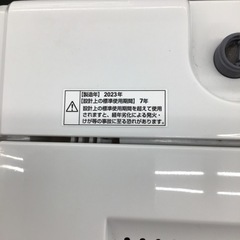 【製造年】2023年
【設計上の標準使用期間】7年
設計上の標準使用期間を超えて使用
されますと、経年劣化による発火・
けが等の事故に至る恐れがあります。